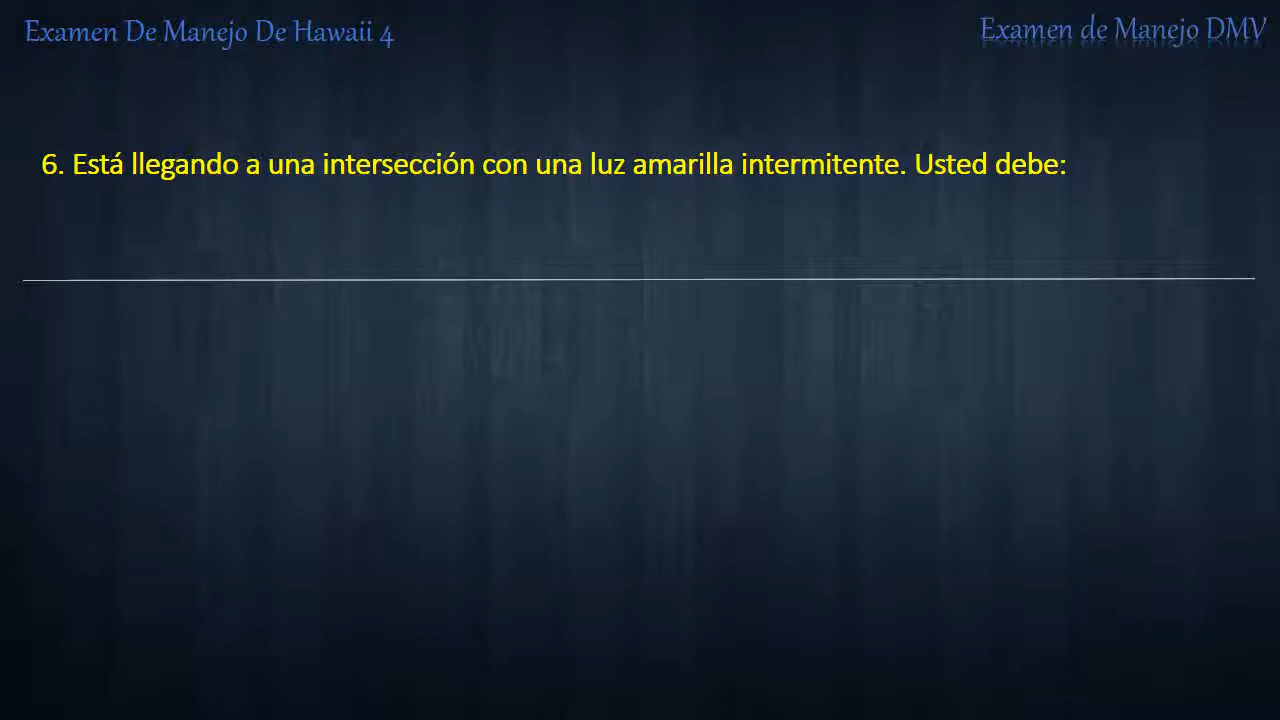 Examen De Manejo De Hawaii 4
Examen de Manejo DMV
6. Está llegando a una intersección con una luz amarilla intermitente. Usted debe: